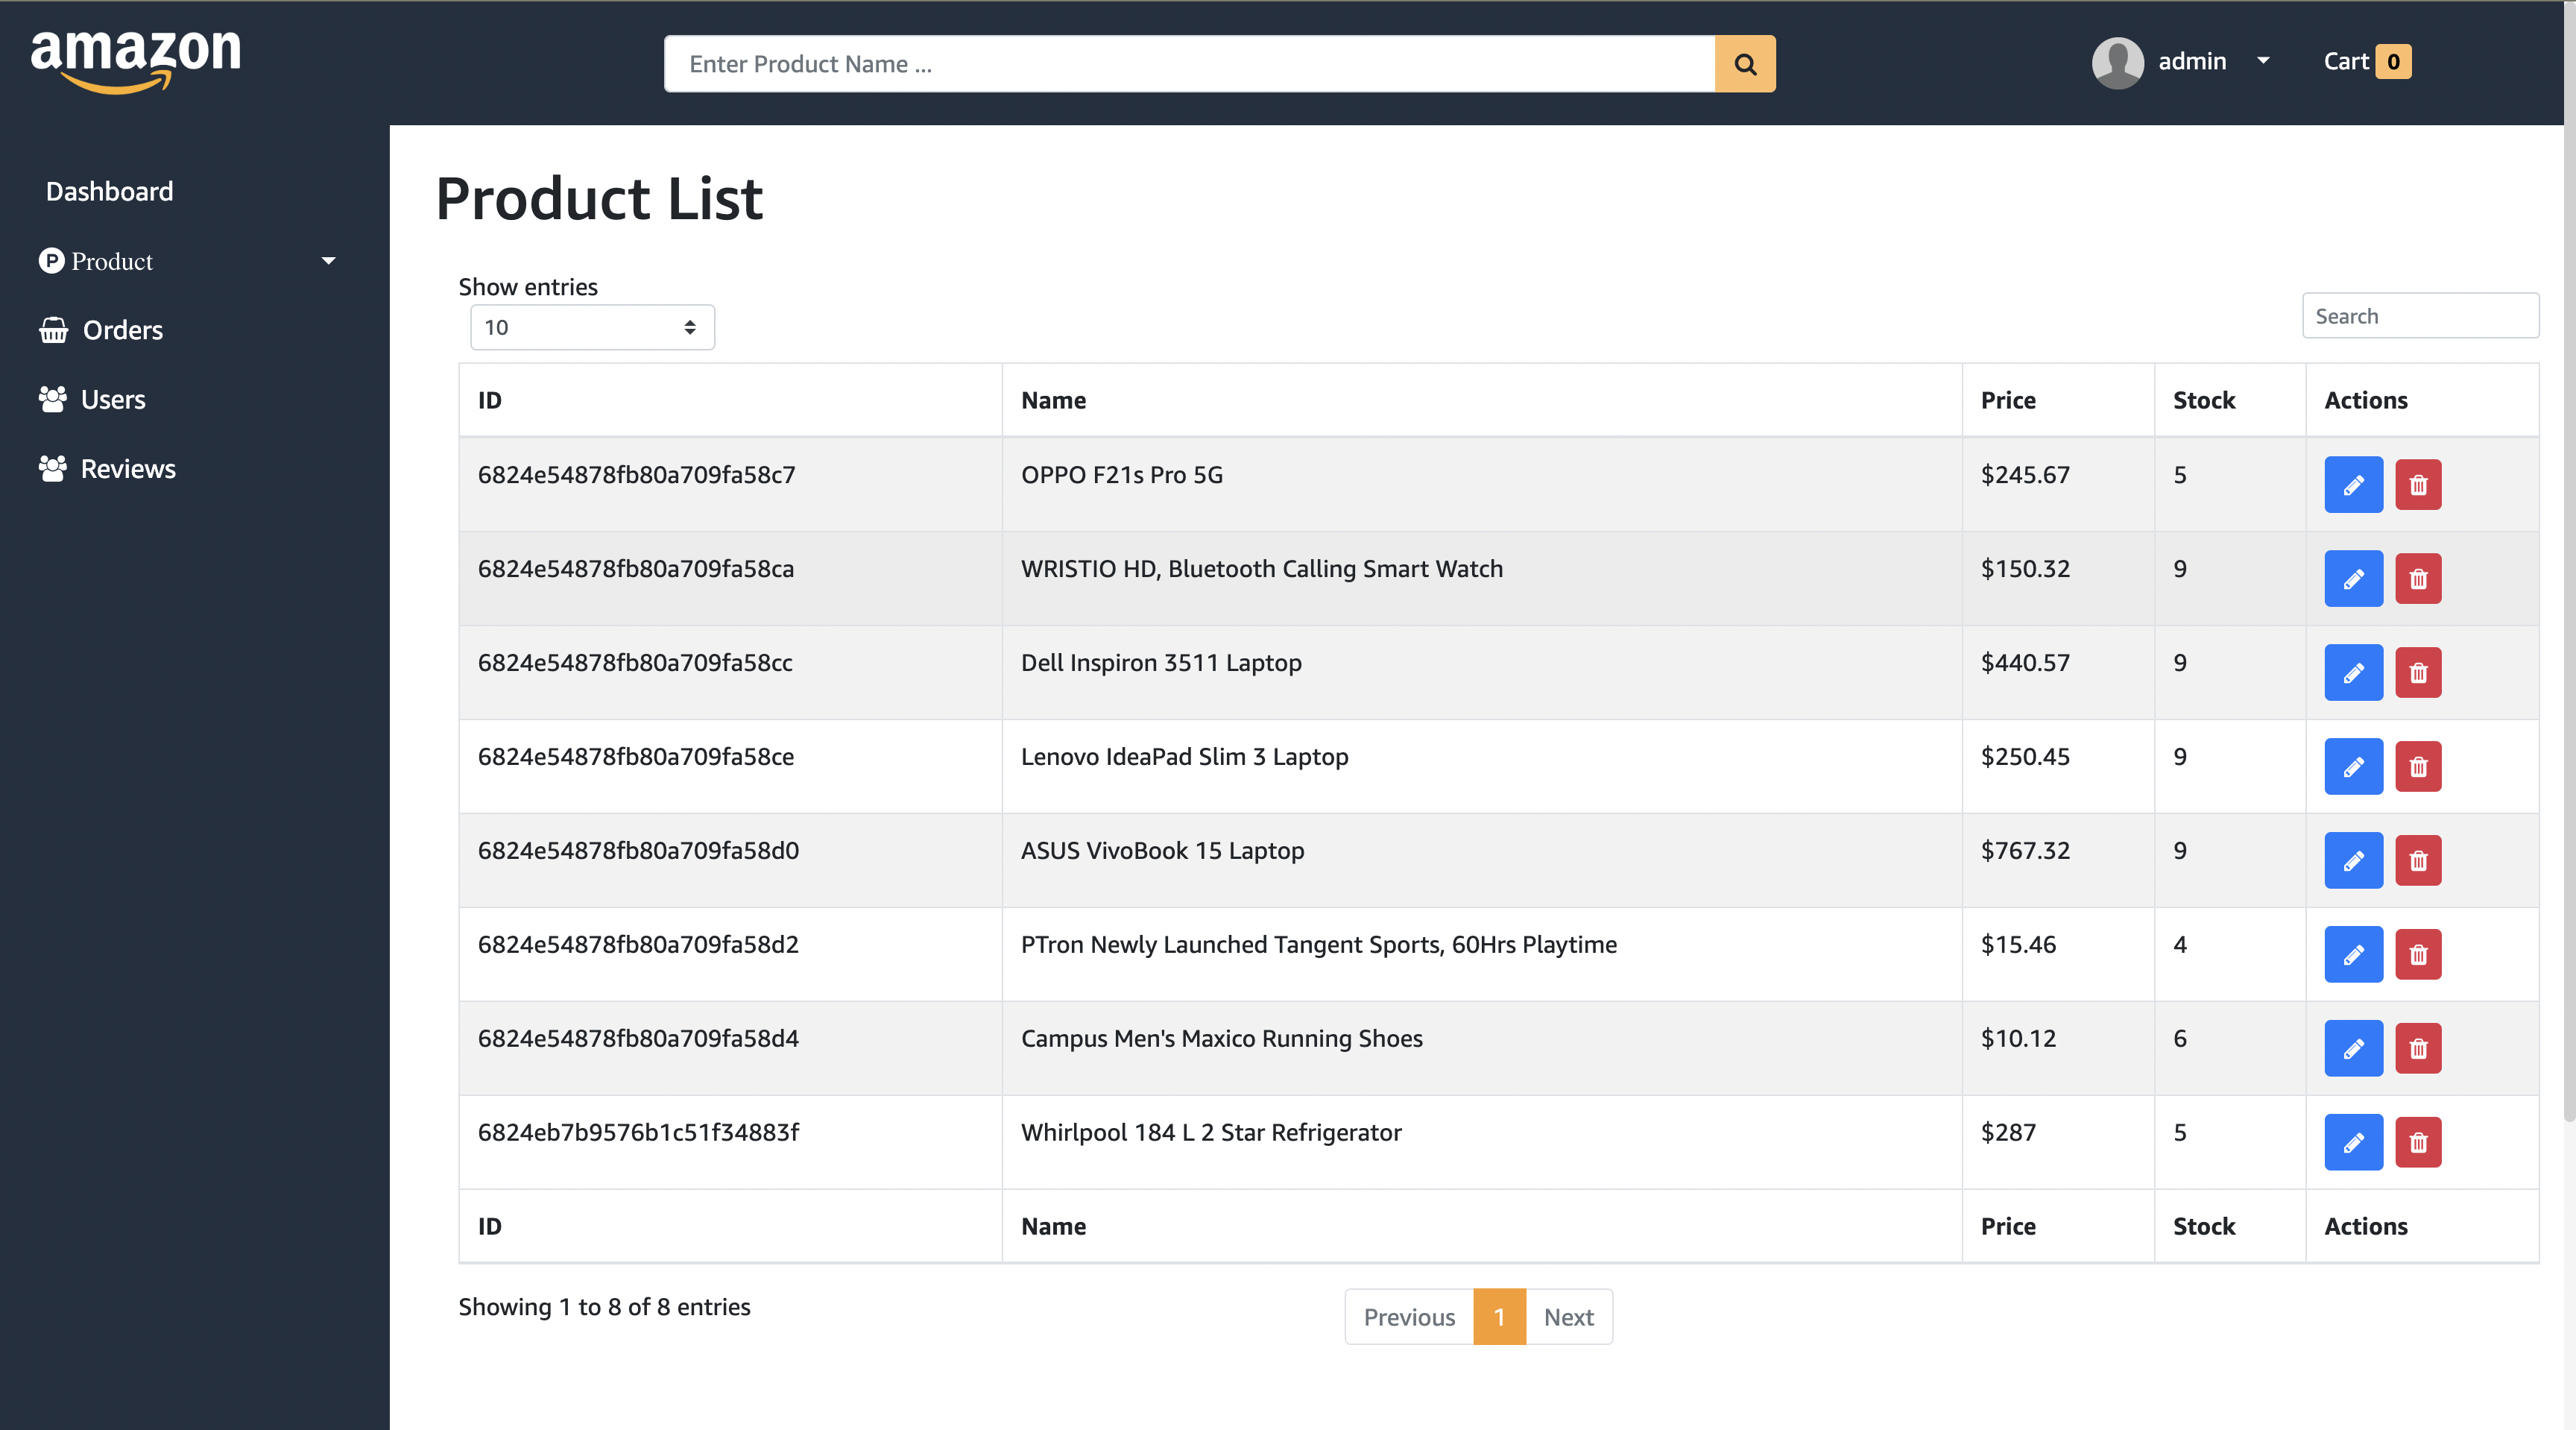 amazon
Enter Product Name ...
admin
Cart 0
Dashboard
Product
Orders
Users
Reviews
Product List
Show entries
10
Search
ID Name Price Stock Actions
6824e54878fb80a709fa58c7 OPPO F21s Pro 5G $245.67 5
6824e54878fb80a709fa58ca WRISTIO HD, Bluetooth Calling Smart Watch $150.32 9
6824e54878fb80a709fa58cc Dell Inspiron 3511 Laptop $440.57 9
6824e54878fb80a709fa58ce Lenovo IdeaPad Slim 3 Laptop $250.45 9
6824e54878fb80a709fa58d0 ASUS VivoBook 15 Laptop $767.32 9
6824e54878fb80a709fa58d2 PTron Newly Launched Tangent Sports, 60Hrs Playtime $15.46 4
6824e54878fb80a709fa58d4 Campus Men's Maxico Running Shoes $10.12 6
6824eb7b9576b1c51f34883f Whirlpool 184 L 2 Star Refrigerator $287 5
ID Name Price Stock Actions
Showing 1 to 8 of 8 entries
Previous 1 Next